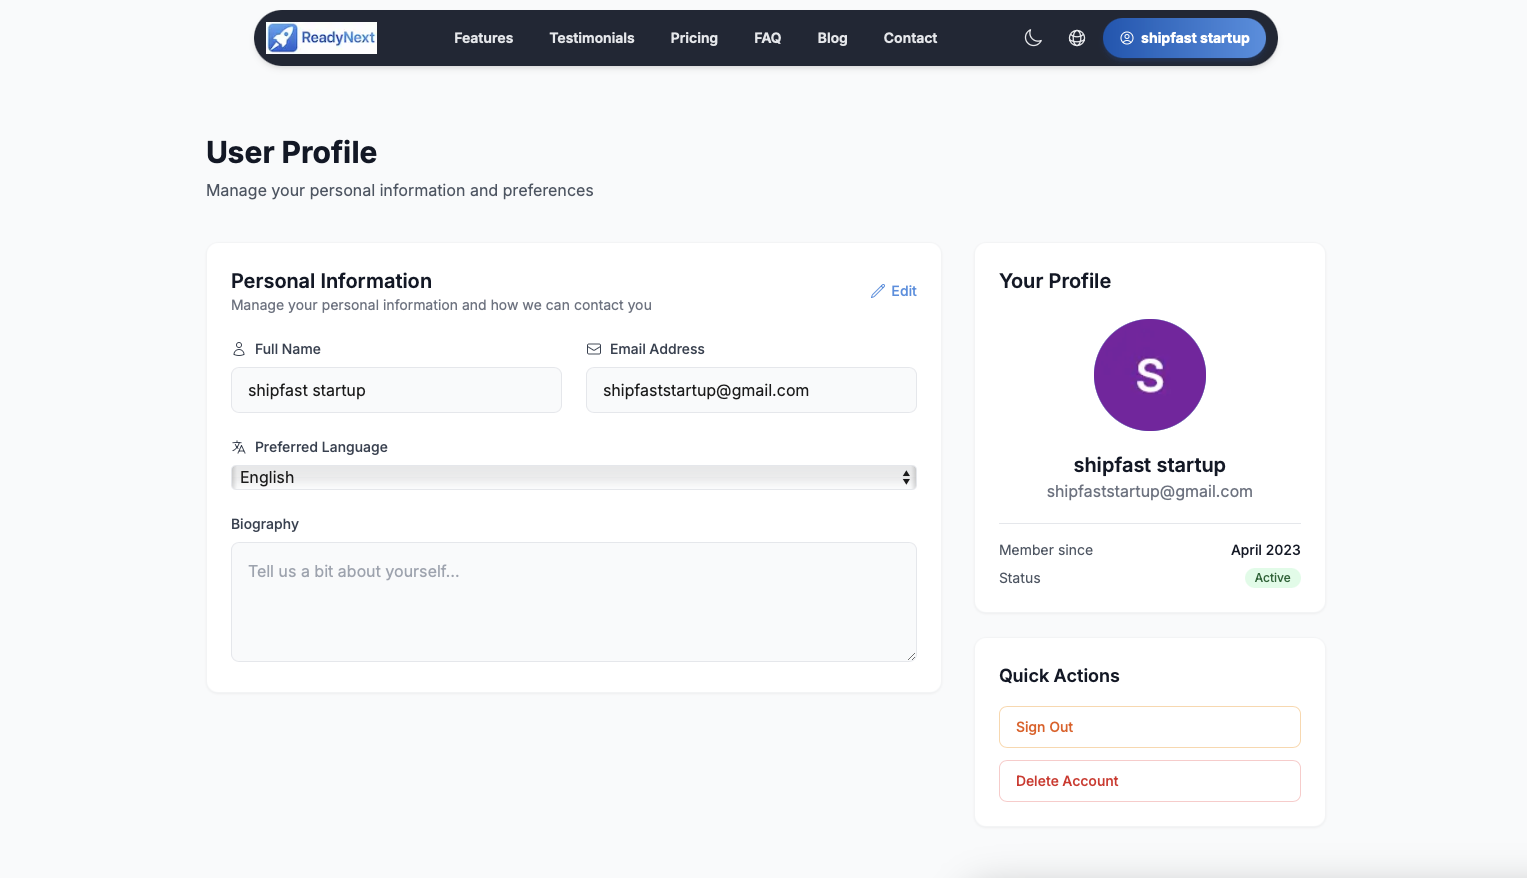 ReadyNext
Features
Testimonials
Pricing
FAQ
Blog
Contact
shipfast startup
User Profile
Manage your personal information and preferences
Personal Information
Manage your personal information and how we can contact you
Edit
Full Name
shipfast startup
Email Address
shipfaststartup@gmail.com
Preferred Language
English
Biography
Tell us a bit about yourself...
Your Profile
S
shipfast startup
shipfaststartup@gmail.com
Member since
April 2023
Status
Active
Quick Actions
Sign Out
Delete Account